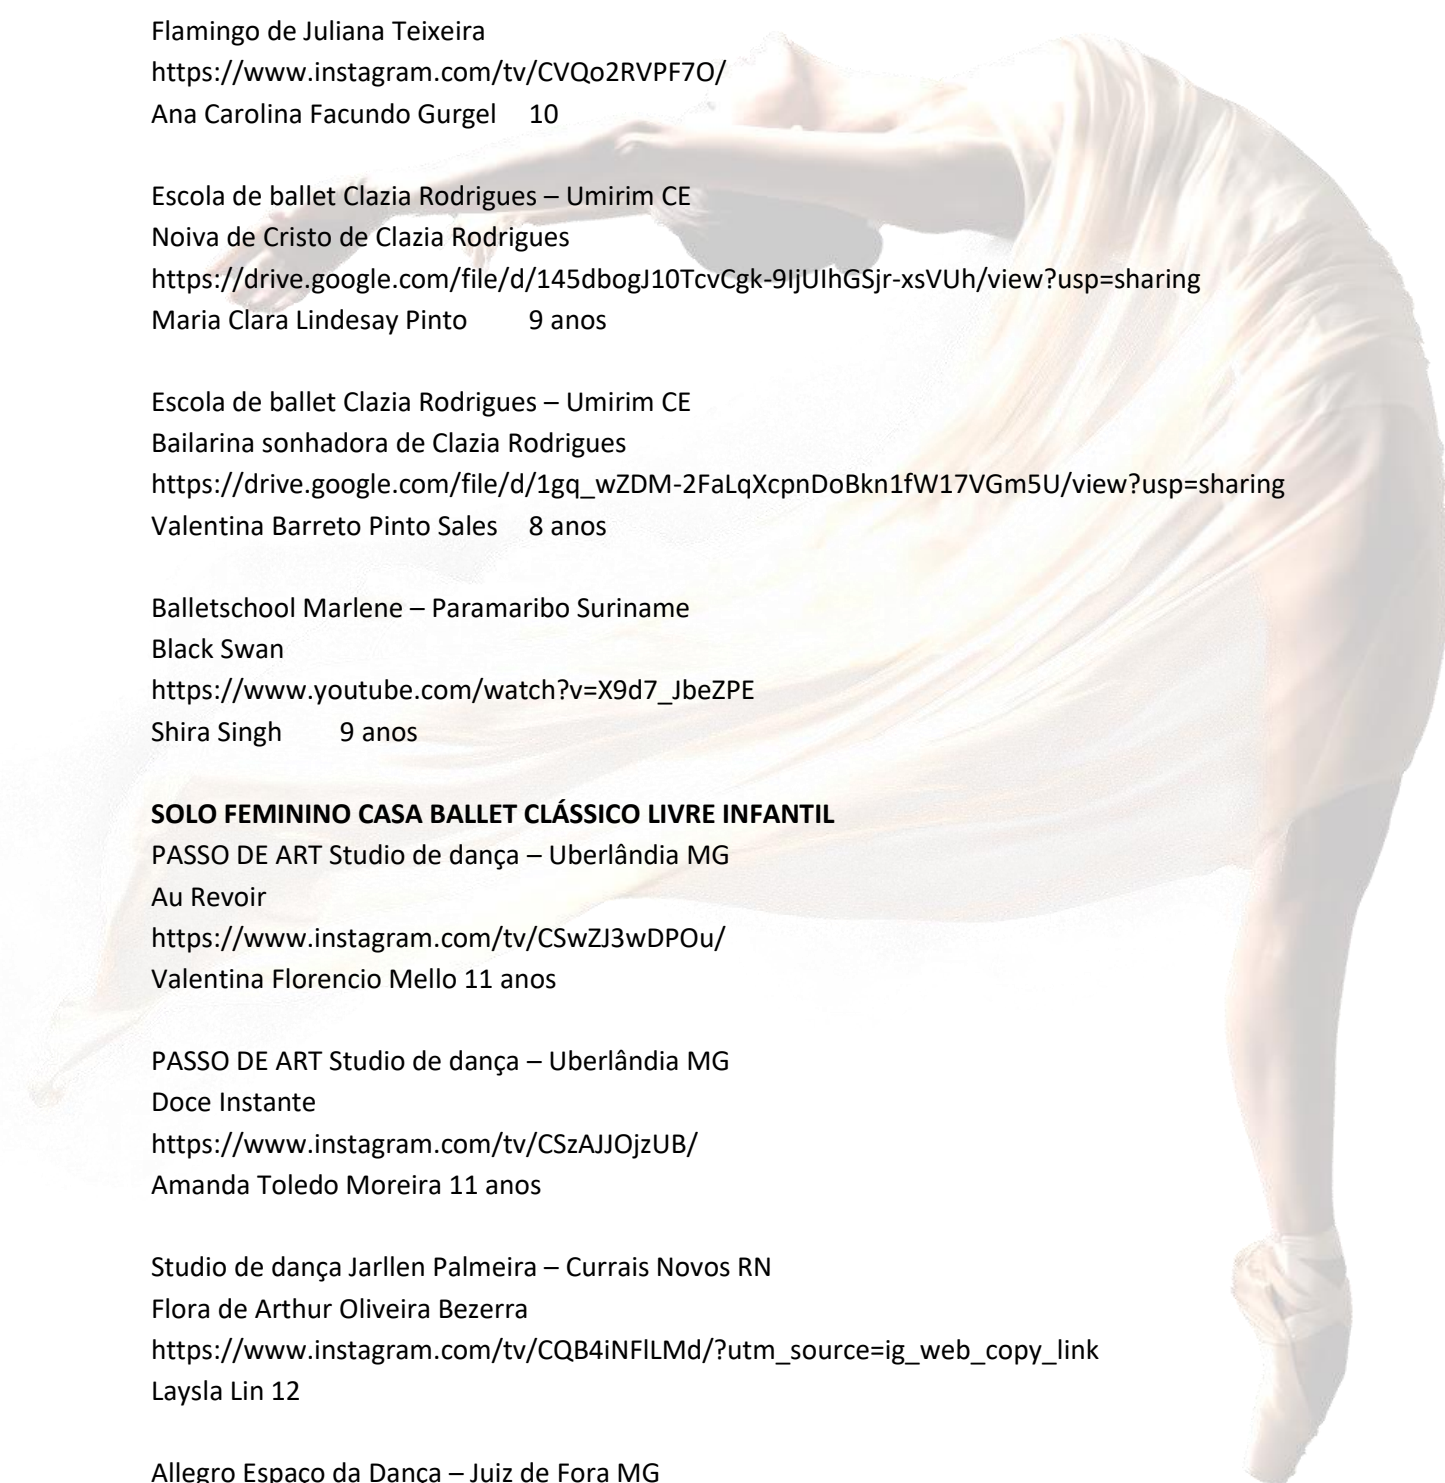 Flamingo de Juliana Teixeira
https://www.instagram.com/tv/CVQo2RVPF7O/
Ana Carolina Facundo Gurgel 10
Escola de ballet Clazia Rodrigues – Umirim CE
Noiva de Cristo de Clazia Rodrigues
https://drive.google.com/file/d/145dbogJ10TcvCgk-9IjUIhGSjr-xsVUh/view?usp=sharing
Maria Clara Lindesay Pinto 9 anos
Escola de ballet Clazia Rodrigues – Umirim CE
Bailarina sonhadora de Clazia Rodrigues
https://drive.google.com/file/d/1gq_wZDM-2FaLqXcpnDoBkn1fW17VGm5U/view?usp=sharing
Valentina Barreto Pinto Sales 8 anos
Balletschool Marlene – Paramaribo Suriname
Black Swan
https://www.youtube.com/watch?v=X9d7_JbeZPE
Shira Singh 9 anos
SOLO FEMININO CASA BALLET CLÁSSICO LIVRE INFANTIL
PASSO DE ART Studio de dança – Uberlândia MG
Au Revoir
https://www.instagram.com/tv/CSwZJ3wDPOu/
Valentina Florencio Mello 11 anos
PASSO DE ART Studio de dança – Uberlândia MG
Doce Instante
https://www.instagram.com/tv/CSzAJJOjzUB/
Amanda Toledo Moreira 11 anos
Studio de dança Jarllen Palmeira – Currais Novos RN
Flora de Arthur Oliveira Bezerra
https://www.instagram.com/tv/CQB4iNFlLMd/?utm_source=ig_web_copy_link
Laysla Lin 12
Allegro Espaço da Dança – Juiz de Fora MG